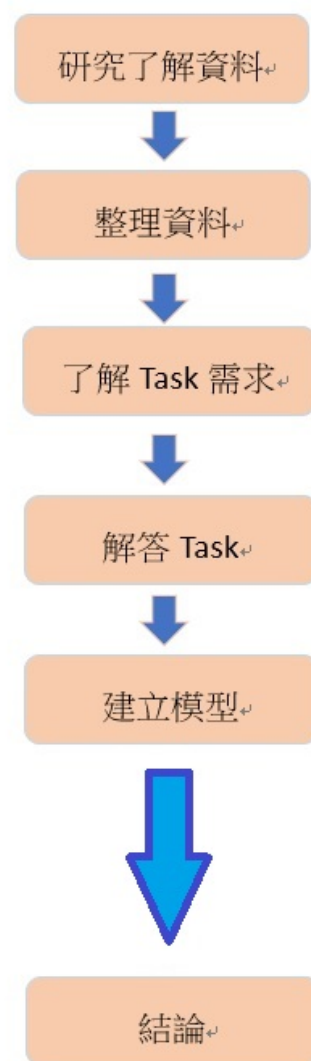 研究了解資料
整理資料
了解 Task 需求
解答 Task
建立模型
結論